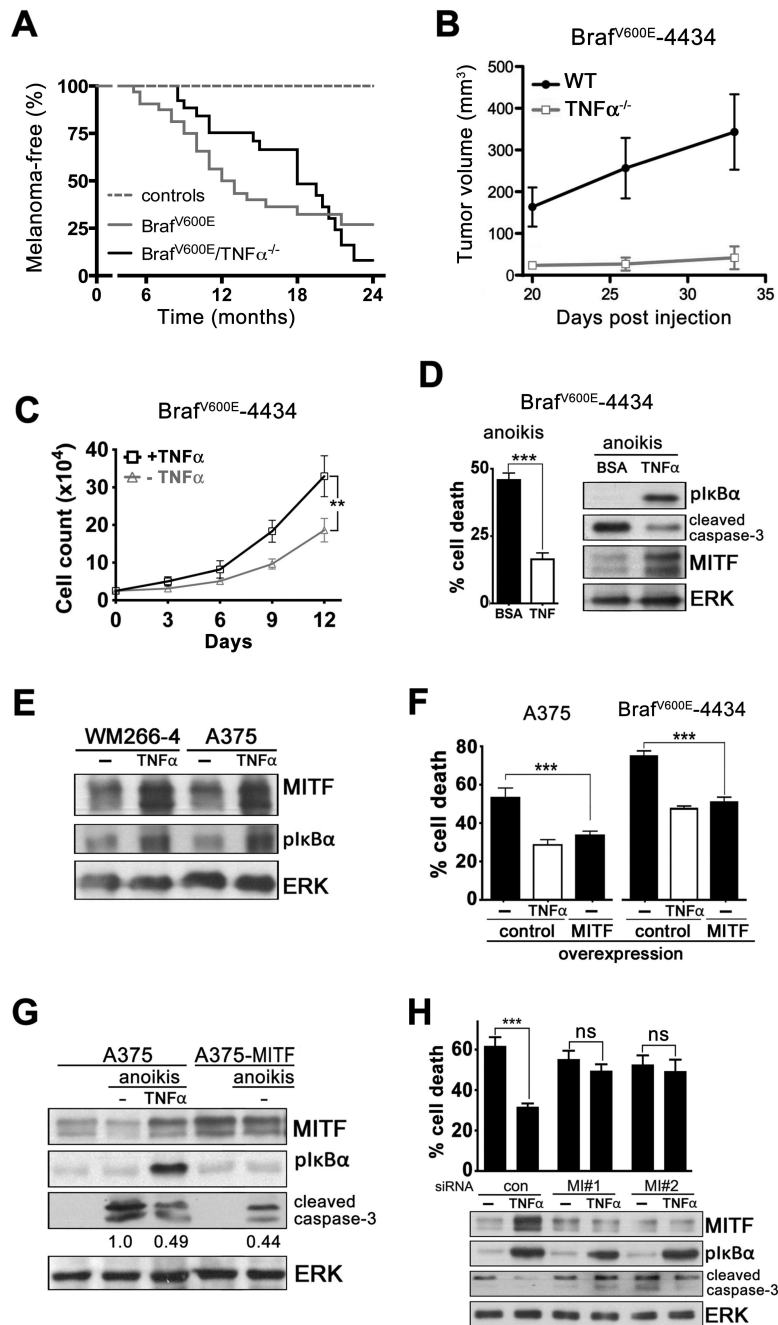 A
Melanoma-free (%)
100
75
50
25
0
controls
Braf^V600E
Braf^V600E/TNFα^-/-
0 6 12 18 24
Time (months)
B
Braf^V600E-4434
Tumor volume (mm³)
500
400
300
200
100
0
WT
TNFα^-/-
20 25 30 35
Days post injection
C
Braf^V600E-4434
Cell count (x10⁴)
40
30
20
10
0
+TNFα
- TNFα
**
0 3 6 9 12
Days
D
Braf^V600E-4434
anoikis
***
% cell death
50
25
0
BSA TNF
anoikis
BSA TNFα
pIκBα
cleaved
caspase-3
MITF
ERK
E
WM266-4 A375
– TNFα – TNFα
MITF
pIκBα
ERK
F
A375 Braf^V600E-4434
% cell death
80
60
40
20
0
*** ***
– TNFα – – TNFα –
control MITF control MITF
overexpression
G
A375 A375-MITF
anoikis anoikis
- TNFα -
MITF
pIκBα
cleaved
caspase-3
1.0 0.49 0.44
ERK
H
% cell death
60
40
20
0
*** ns ns
siRNA con MI#1 MI#2
– TNFα – TNFα – TNFα
MITF
pIκBα
cleaved
caspase-3
ERK